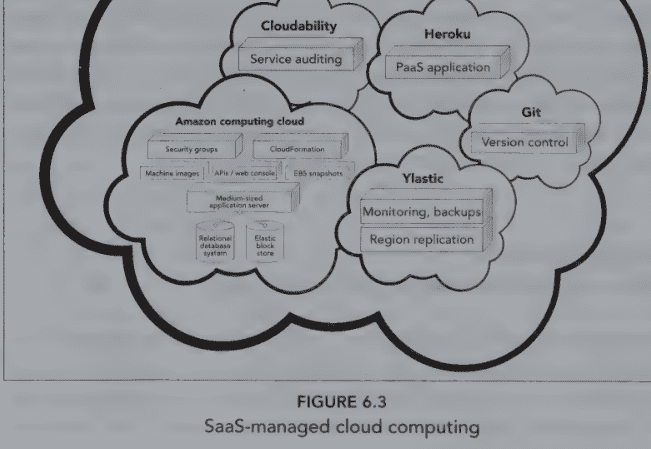 Cloudability
Service auditing
Heroku
PaaS application
Git
Version control
Amazon computing cloud
Security groups
CloudFormation
Machine images
APIs / web console
EBS snapshots
Medium-sized
application server
Relational
database
system
Elastic
block
store
Ylastic
Monitoring, backups
Region replication
FIGURE 6.3
SaaS-managed cloud computing